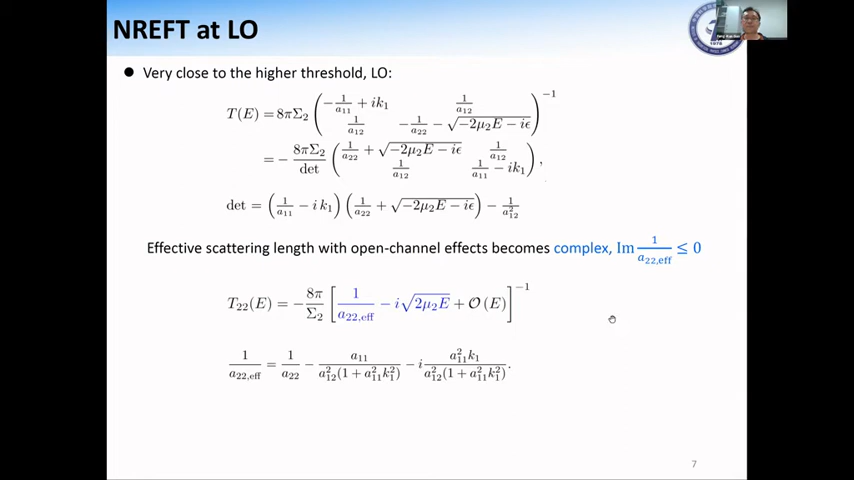 NREFT at LO
● Very close to the higher threshold, LO:
T(E) = 8πΣ₂ ( −1/a₁₁ + ik₁   1/a₁₂ ; 1/a₁₂   −1/a₂₂ − √(−2μ₂E − iϵ) )⁻¹
= − 8πΣ₂/det ( 1/a₂₂ + √(−2μ₂E − iϵ)   1/a₁₂ ; 1/a₁₂   1/a₁₁ − ik₁ ) ,
det = ( 1/a₁₁ − i k₁ ) ( 1/a₂₂ + √(−2μ₂E − iϵ) ) − 1/a₁₂²
Effective scattering length with open-channel effects becomes complex, Im 1/a₂₂,eff ≤ 0
T₂₂(E) = − 8π/Σ₂ [ 1/a₂₂,eff − i√(2μ₂E) + O(E) ]⁻¹
1/a₂₂,eff = 1/a₂₂ − a₁₁/(a₁₂²(1 + a₁₁²k₁²)) − i a₁₁²k₁/(a₁₂²(1 + a₁₁²k₁²)).
7